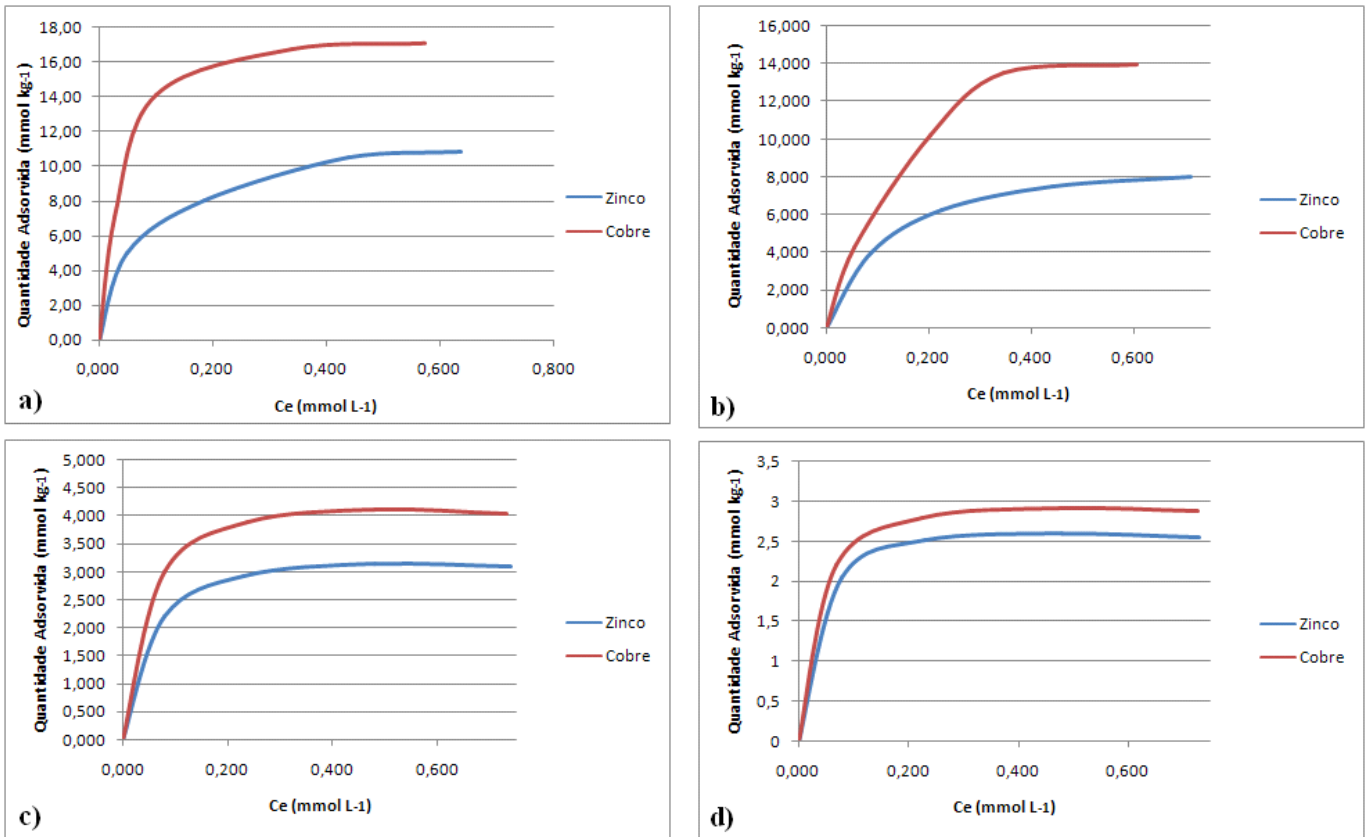 Quantidade Adsorvida (mmol kg-1)
18,00
16,00
14,00
12,00
10,00
8,00
6,00
4,00
2,00
0,00
0,000 0,200 0,400 0,600 0,800
Ce (mmol L-1)
Zinco
Cobre
a)
Quantidade Adsorvida (mmol kg-1)
16,000
14,000
12,000
10,000
8,000
6,000
4,000
2,000
0,000
0,000 0,200 0,400 0,600
Ce (mmol L-1)
Zinco
Cobre
b)
Quantidade Adsorvida (mmol kg-1)
5,000
4,500
4,000
3,500
3,000
2,500
2,000
1,500
1,000
0,500
0,000
0,000 0,200 0,400 0,600
Ce (mmol L-1)
Zinco
Cobre
c)
Quantidade Adsorvida (mmol kg-1)
3,5
3
2,5
2
1,5
1
0,5
0
0,000 0,200 0,400 0,600
Ce (mmol L-1)
Zinco
Cobre
d)